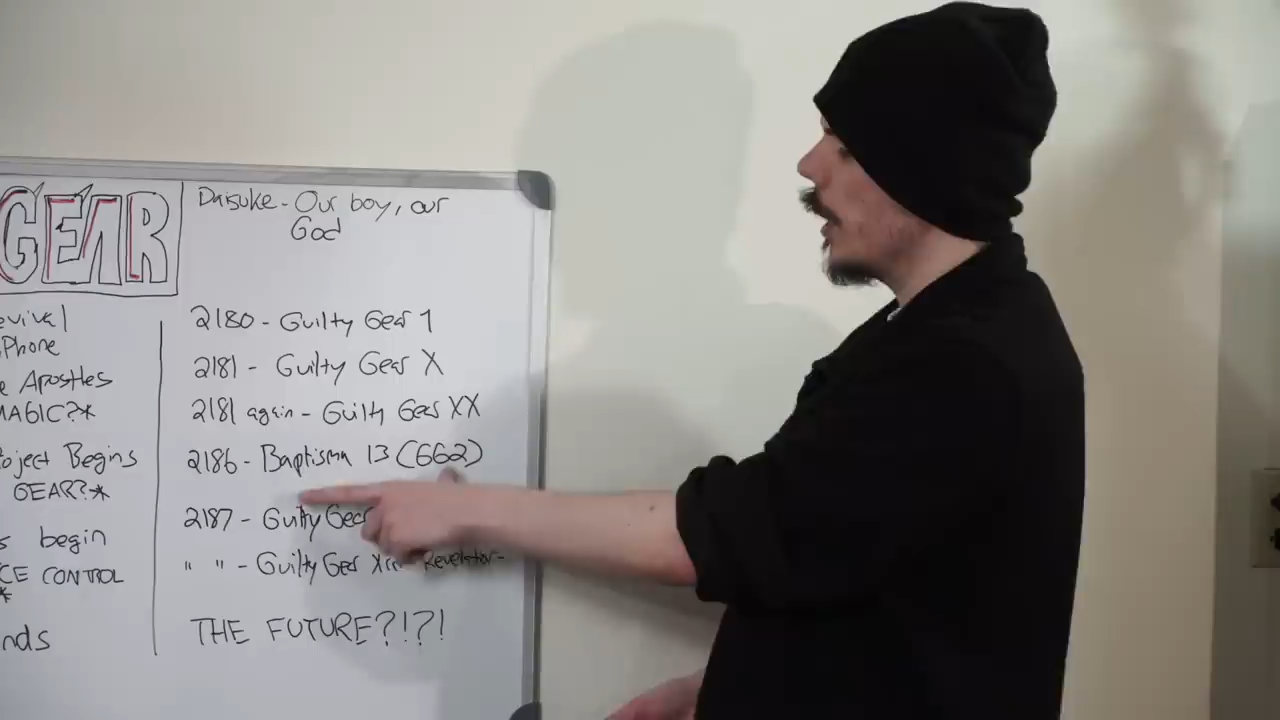 GEAR
Daisuke - Our boy, our
God
evival
Phone
e Apostles
MAGIC?*
oject Begins
GEAR?*
s begin
CE CONTROL
*
nds
2180 - Guilty Gear 1
2181 - Guilty Gear X
2181 again - Guilty Gear XX
2186 - Baptisma 13 (GG2)
2187 - Guilty Gear
" " - Guilty Gear Xrd Revelator-
THE FUTURE?!?!